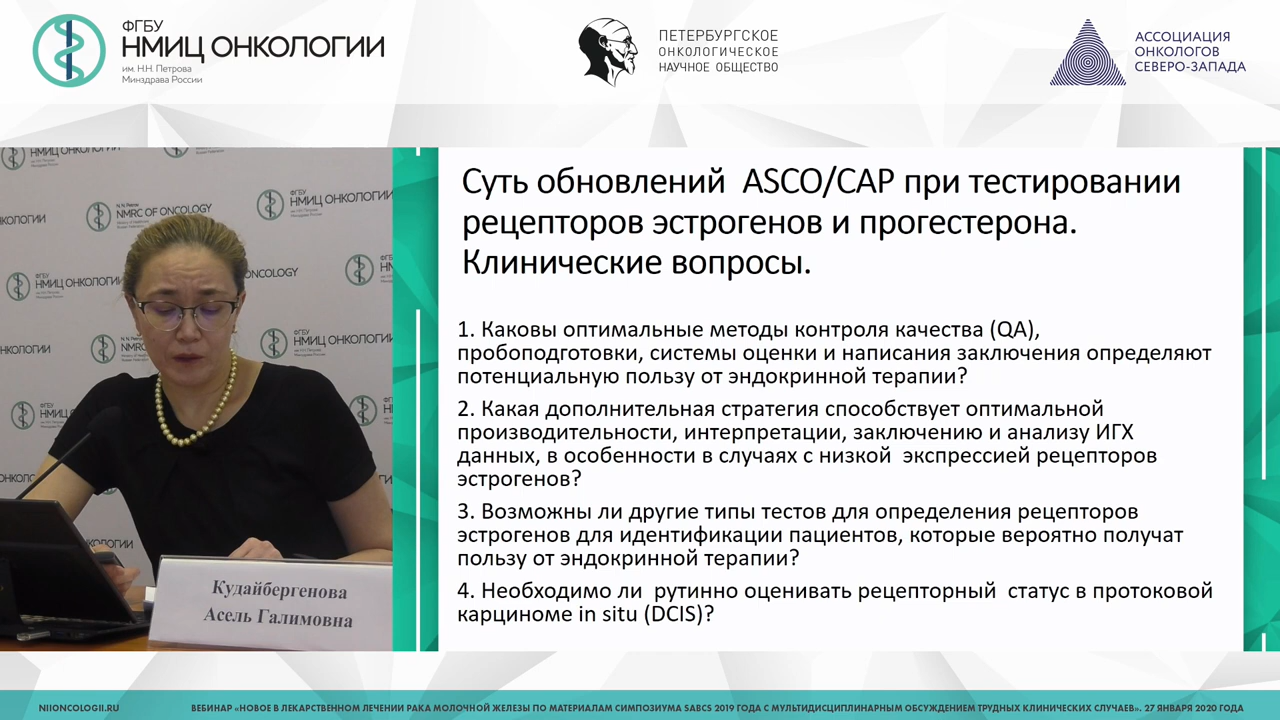 ФГБУ
НМИЦ ОНКОЛОГИИ
им. Н.Н. Петрова
Минздрава России
ПЕТЕРБУРГСКОЕ
ОНКОЛОГИЧЕСКОЕ
НАУЧНОЕ ОБЩЕСТВО
АССОЦИАЦИЯ
ОНКОЛОГОВ
СЕВЕРО-ЗАПАДА
NMRC OF ONCOLOGY
ФГБУ
НМИЦ ОНКОЛОГИИ
Кудайбергенова
Асель Галимовна
Суть обновлений ASCO/CAP при тестировании
рецепторов эстрогенов и прогестерона.
Клинические вопросы.
1. Каковы оптимальные методы контроля качества (QA),
пробоподготовки, системы оценки и написания заключения определяют
потенциальную пользу от эндокринной терапии?
2. Какая дополнительная стратегия способствует оптимальной
производительности, интерпретации, заключению и анализу ИГХ
данных, в особенности в случаях с низкой экспрессией рецепторов
эстрогенов?
3. Возможны ли другие типы тестов для определения рецепторов
эстрогенов для идентификации пациентов, которые вероятно получат
пользу от эндокринной терапии?
4. Необходимо ли рутинно оценивать рецепторный статус в протоковой
карциноме in situ (DCIS)?
NIIONCOLOGII.RU
ВЕБИНАР «НОВОЕ В ЛЕКАРСТВЕННОМ ЛЕЧЕНИИ РАКА МОЛОЧНОЙ ЖЕЛЕЗЫ ПО МАТЕРИАЛАМ СИМПОЗИУМА SABCS 2019 ГОДА С МУЛЬТИДИСЦИПЛИНАРНЫМ ОБСУЖДЕНИЕМ ТРУДНЫХ КЛИНИЧЕСКИХ СЛУЧАЕВ». 27 ЯНВАРЯ 2020 ГОДА